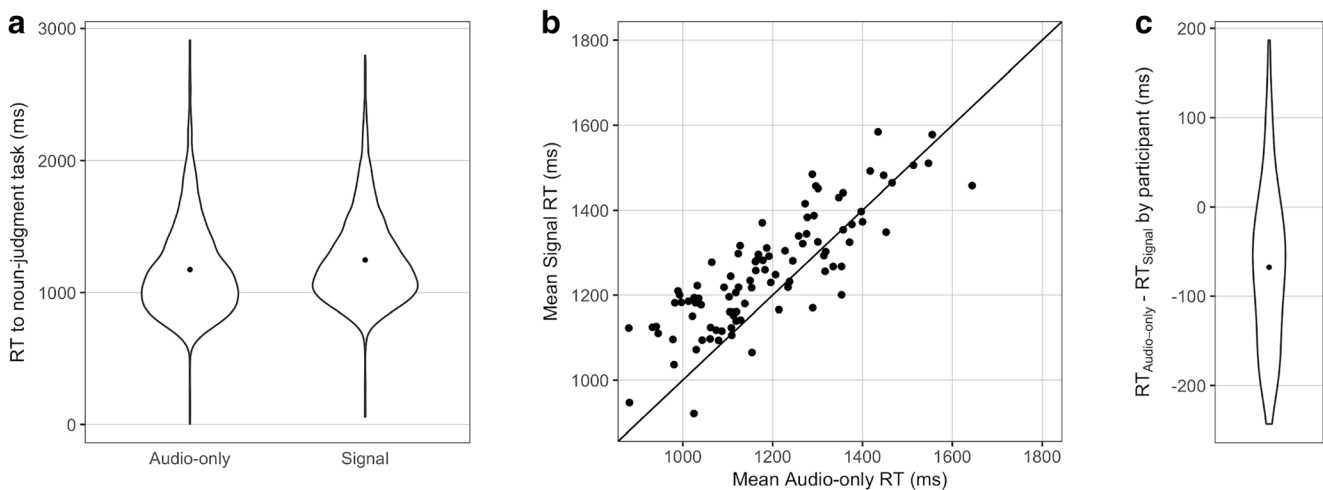 a
RT to noun-judgment task (ms)
3000
2000
1000
0
Audio-only
Signal
b
Mean Signal RT (ms)
1800
1600
1400
1200
1000
1000 1200 1400 1600 1800
Mean Audio-only RT (ms)
c
RTAudio-only - RTSignal by participant (ms)
200
100
0
-100
-200